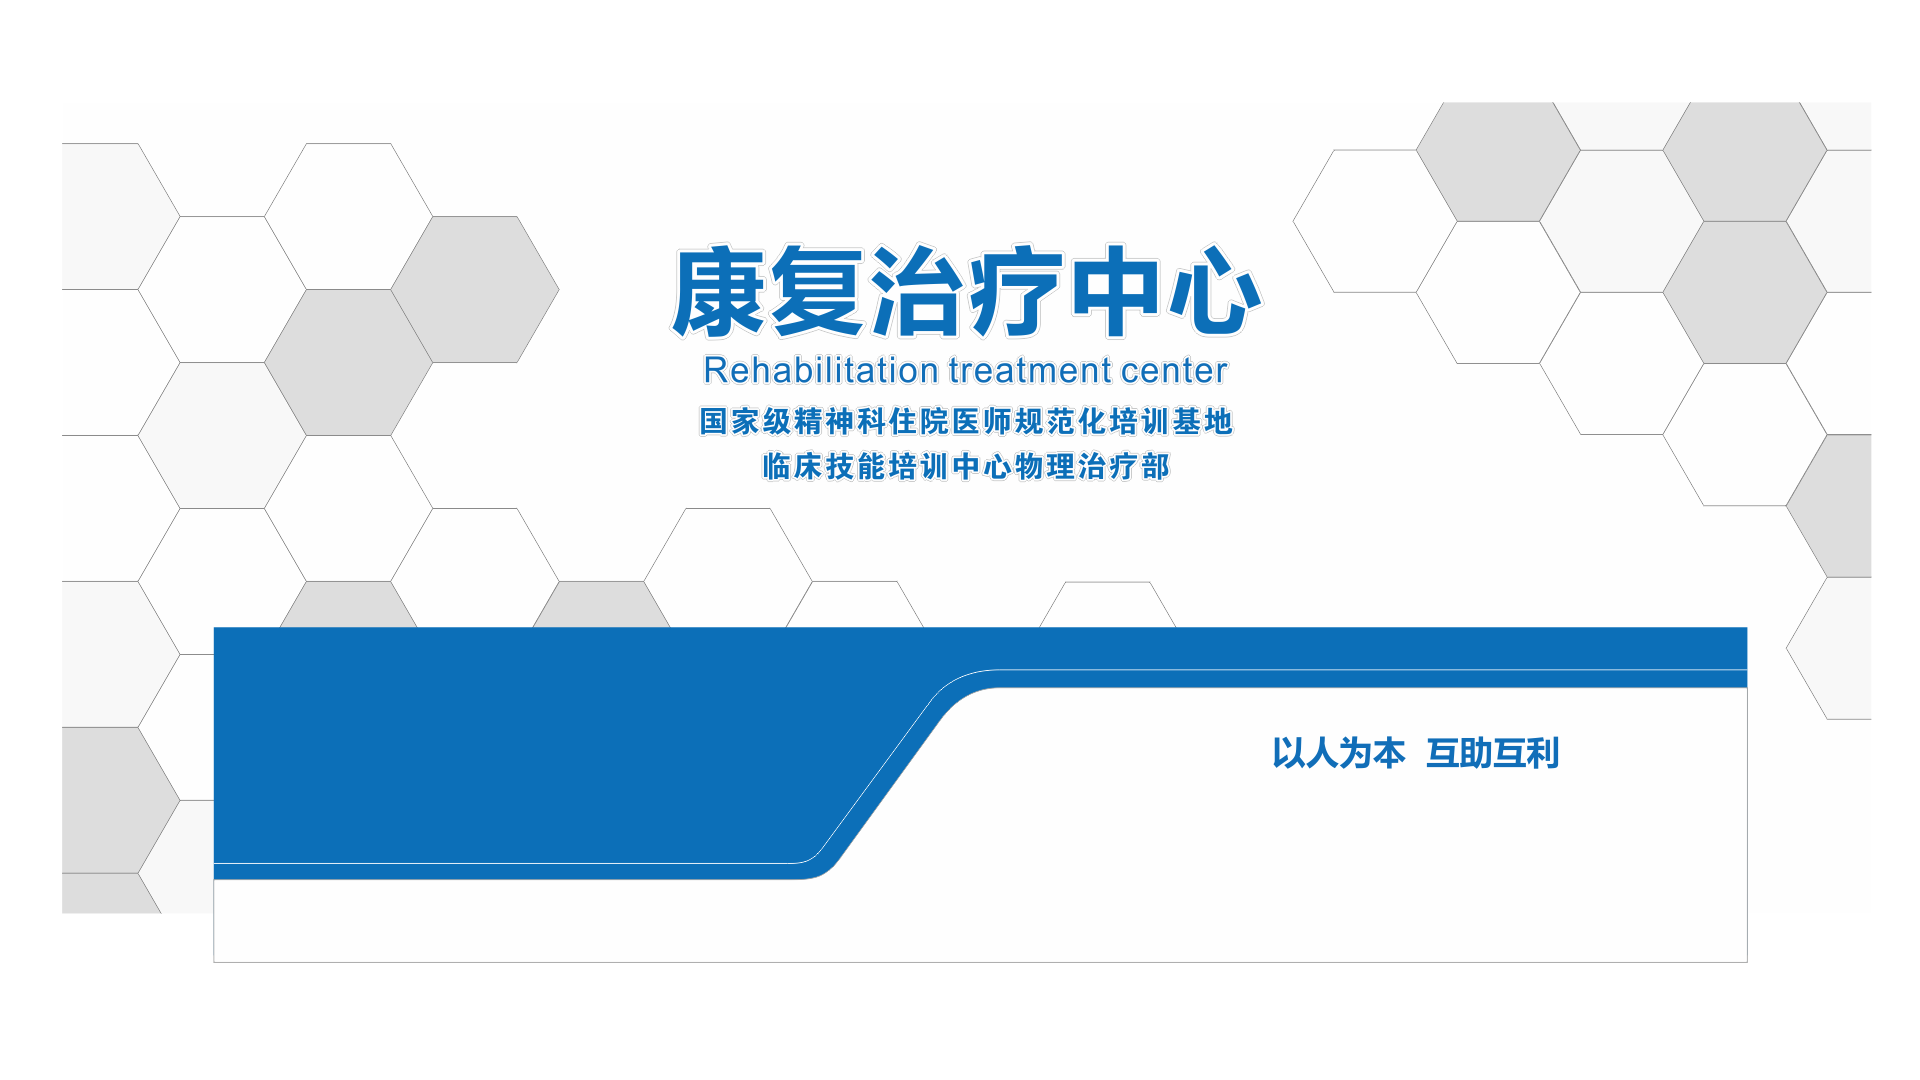 康复治疗中心
Rehabilitation treatment center
国家级精神科住院医师规范化培训基地
临床技能培训中心物理治疗部
以人为本 互助互利